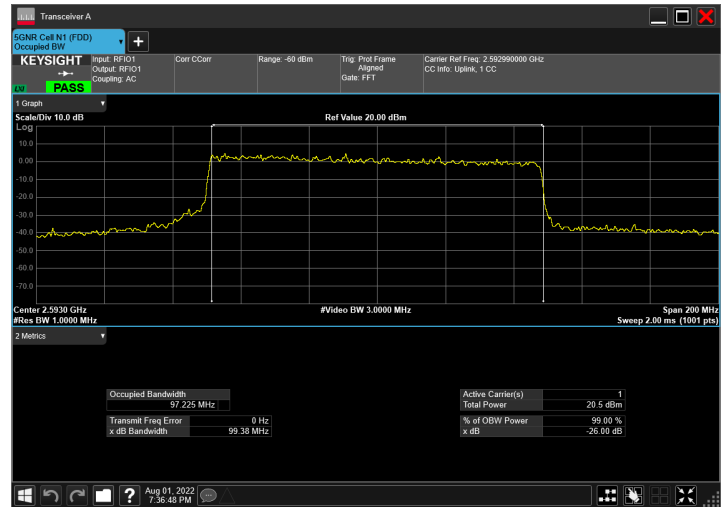 Transceiver A
5GNR Cell N1 (FDD)
Occupied BW
KEYSIGHT
LXI
PASS
Input: RFIO1
Output: RFIO1
Coupling: AC
Corr CCorr
Range: -60 dBm
Trig: Prot Frame
Aligned
Gate: FFT
Carrier Ref Freq: 2.592990000 GHz
CC Info: Uplink, 1 CC
1 Graph
Scale/Div 10.0 dB
Ref Value 20.00 dBm
Log
10.0
0.00
-10.0
-20.0
-30.0
-40.0
-50.0
-60.0
-70.0
Center 2.5930 GHz
#Video BW 3.0000 MHz
Span 200 MHz
#Res BW 1.0000 MHz
Sweep 2.00 ms (1001 pts)
2 Metrics
Occupied Bandwidth
97.225 MHz
Transmit Freq Error 0 Hz
x dB Bandwidth 99.38 MHz
Active Carrier(s) 1
Total Power 20.5 dBm
% of OBW Power 99.00 %
x dB -26.00 dB
?
Aug 01, 2022
7:36:48 PM